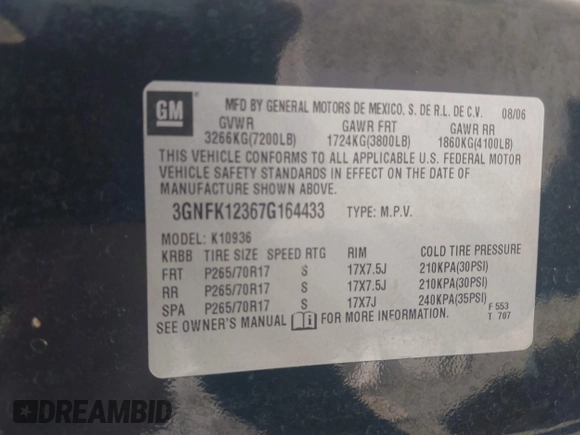 GM ®
MFD BY GENERAL MOTORS DE MEXICO, S. DE R.L. DE C.V. 08/06
GVWR GAWR FRT GAWR RR
3266KG(7200LB) 1724KG(3800LB) 1860KG(4100LB)
THIS VEHICLE CONFORMS TO ALL APPLICABLE U.S. FEDERAL MOTOR
VEHICLE SAFETY STANDARDS IN EFFECT ON THE DATE OF
MANUFACTURE SHOWN ABOVE.
3GNFK12367G164433 TYPE: M.P.V.
MODEL: K10936
KRBB TIRE SIZE SPEED RTG RIM COLD TIRE PRESSURE
FRT P265/70R17 S 17X7.5J 210KPA(30PSI)
RR P265/70R17 S 17X7.5J 210KPA(30PSI)
SPA P265/70R17 S 17X7J 240KPA(35PSI)
SEE OWNER'S MANUAL FOR MORE INFORMATION. F 553
T 707
DREAMBID